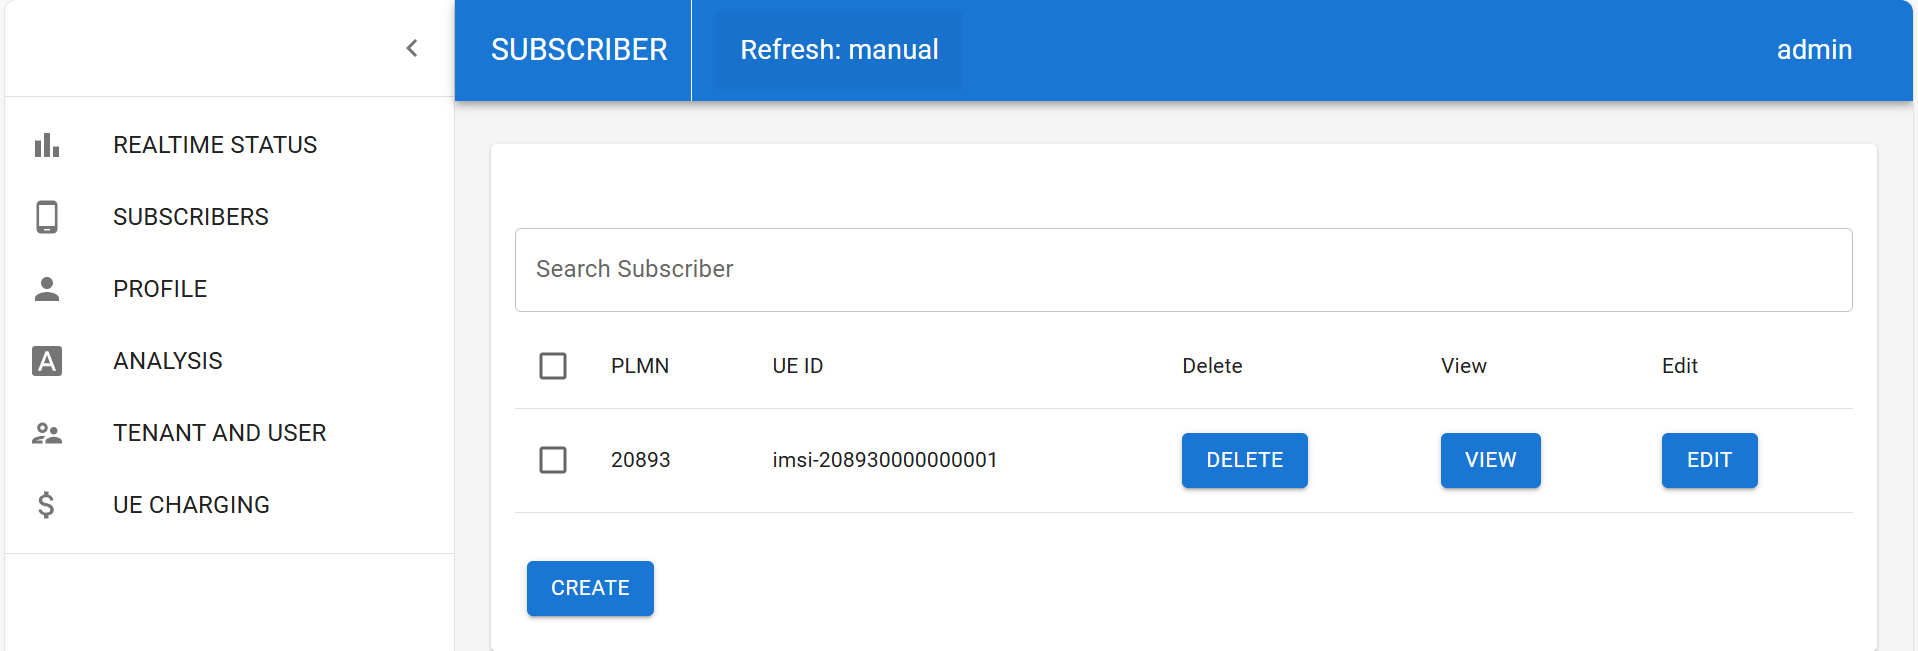 SUBSCRIBER
Refresh: manual
admin
REALTIME STATUS
SUBSCRIBERS
PROFILE
ANALYSIS
TENANT AND USER
UE CHARGING
Search Subscriber
PLMN UE ID Delete View Edit
20893 imsi-208930000000001 DELETE VIEW EDIT
CREATE